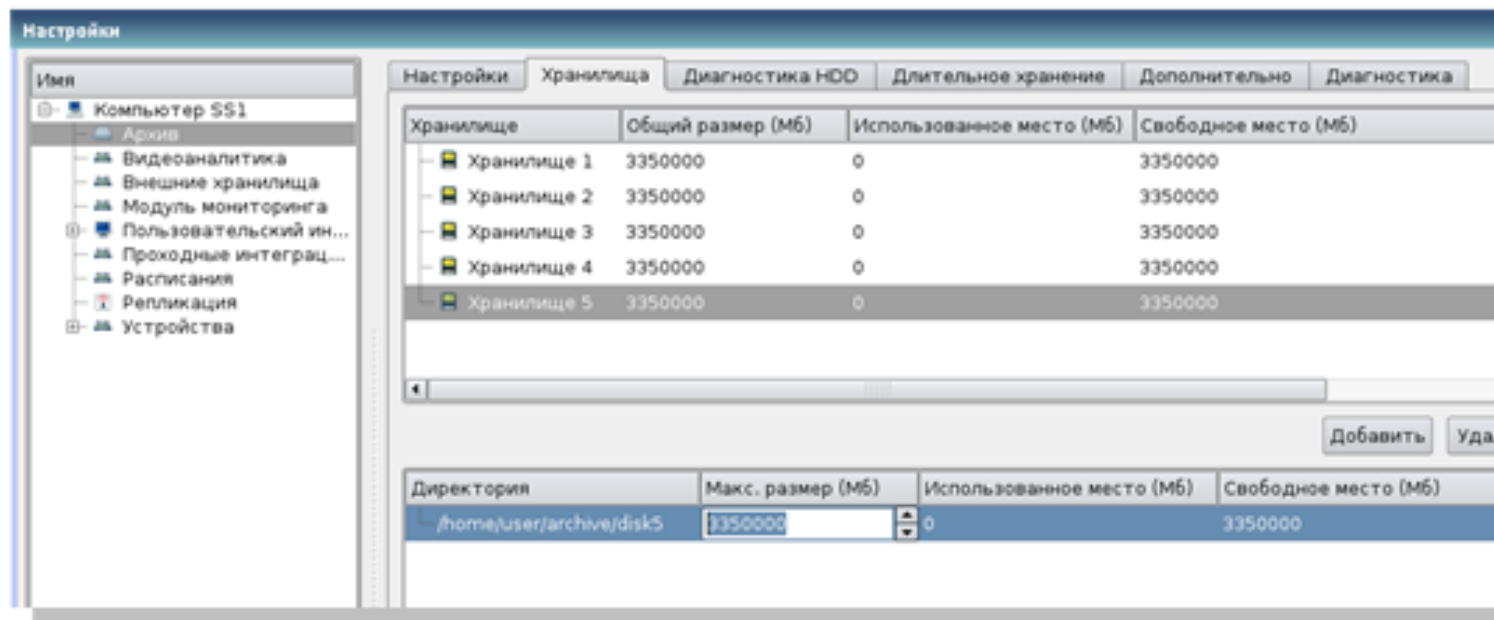 Настройки
Имя
Компьютер SS1
Архив
Видеоаналитика
Внешние хранилища
Модуль мониторинга
Пользовательский ин...
Проходные интеграц...
Расписания
Репликация
Устройства
Настройки Хранилища Диагностика HDD Длительное хранение Дополнительно Диагностика
Хранилище Общий размер (Мб) Использованное место (Мб) Свободное место (Мб)
Хранилище 1 3350000 0 3350000
Хранилище 2 3350000 0 3350000
Хранилище 3 3350000 0 3350000
Хранилище 4 3350000 0 3350000
Хранилище 5 3350000 0 3350000
Добавить Уда
Директория Макс. размер (Мб) Использованное место (Мб) Свободное место (Мб)
/home/user/archive/disk5 3350000 0 3350000